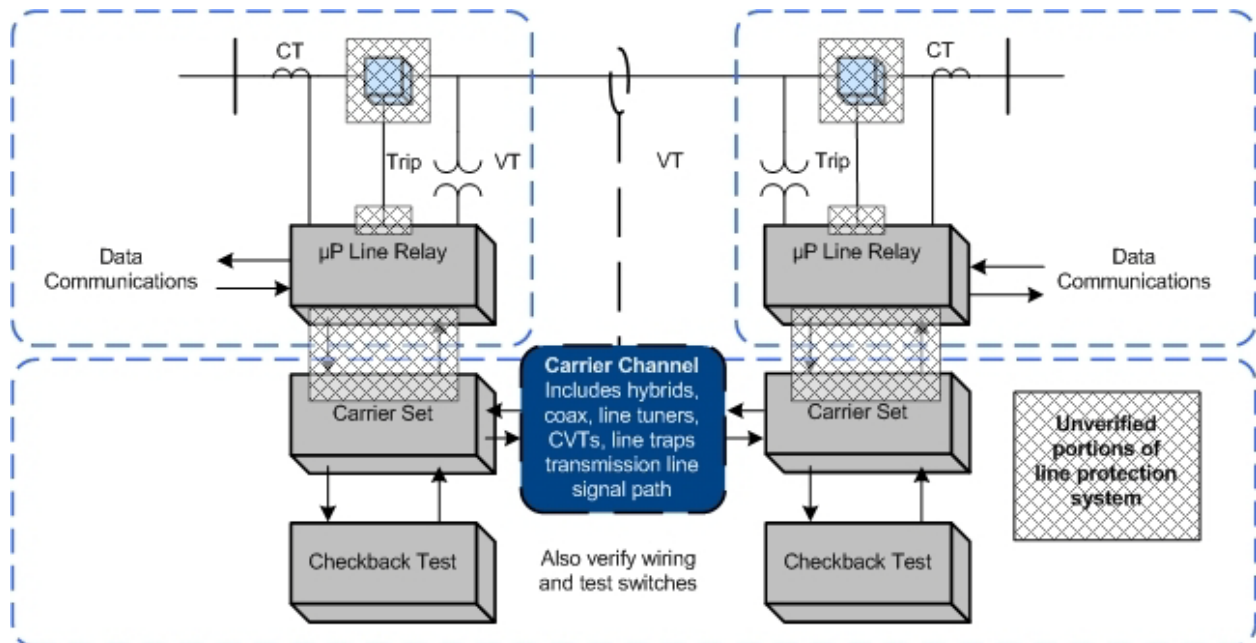 CT
CT
Trip
VT
VT
Trip
µP Line Relay
µP Line Relay
Data
Communications
Data
Communications
Carrier Set
Carrier Channel
Includes hybrids,
coax, line tuners,
CVTs, line traps
transmission line
signal path
Carrier Set
Unverified
portions of
line protection
system
Checkback Test
Also verify wiring
and test switches
Checkback Test